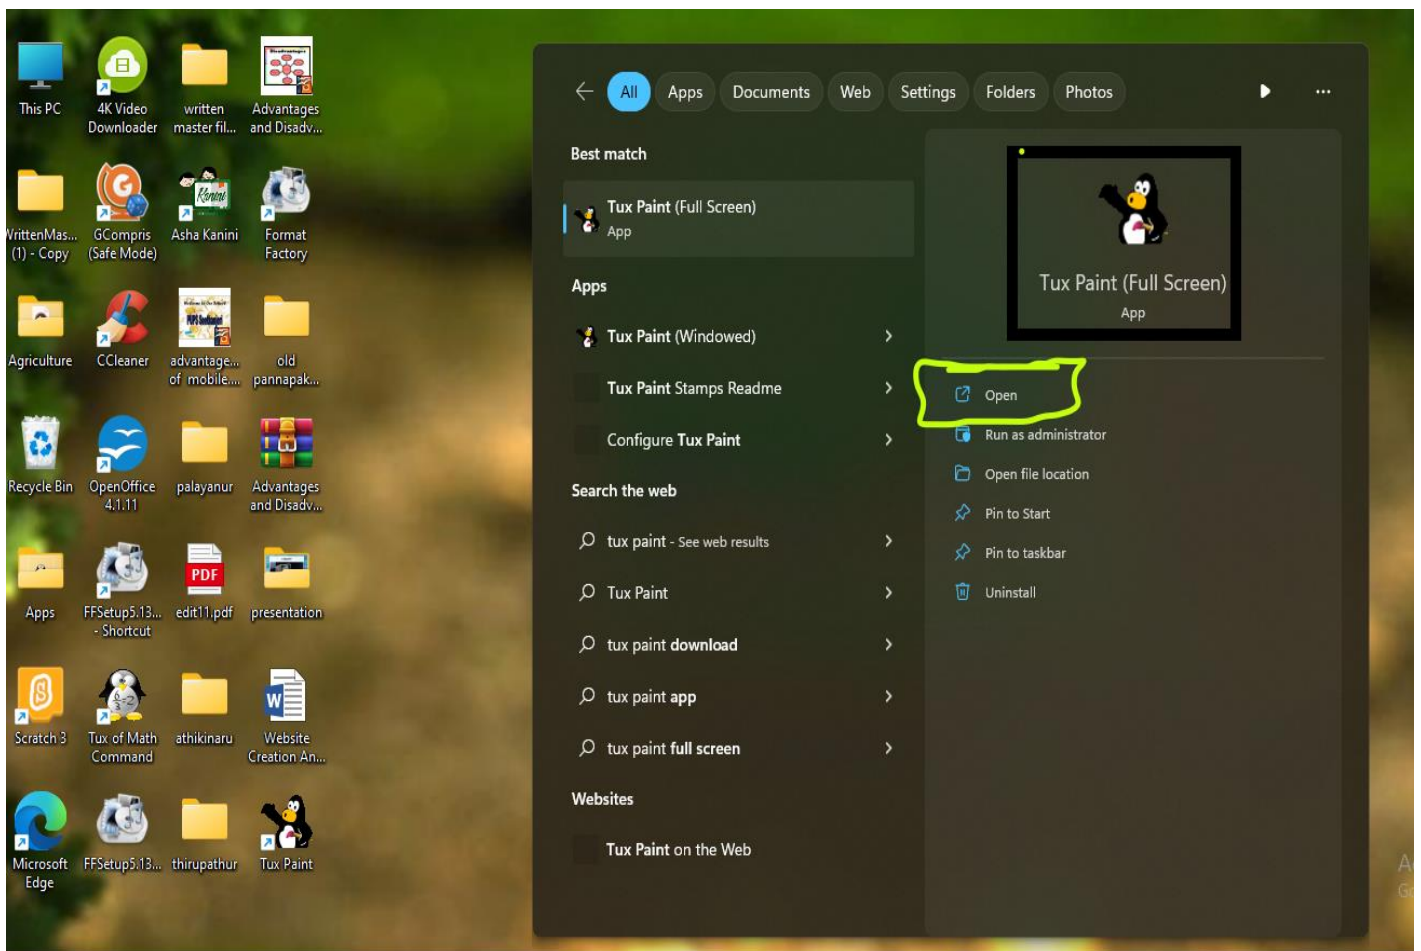 This PC
4K Video
Downloader
written
master fil...
Advantages
and Disadv...
WrittenMas...
(1) - Copy
GCompris
(Safe Mode)
Asha Kanini
Format
Factory
Agriculture
CCleaner
advantage...
of mobile....
old
pannapak...
Recycle Bin
OpenOffice
4.1.11
palayanur
Advantages
and Disadv...
Apps
FFSetup5.13...
- Shortcut
PDF
edit11.pdf
presentation
Scratch 3
Tux of Math
Command
athikinaru
Website
Creation An...
Microsoft
Edge
FFSetup5.13...
thirupathur
Tux Paint
All Apps Documents Web Settings Folders Photos
Best match
Tux Paint (Full Screen)
App
Apps
Tux Paint (Windowed)
Tux Paint Stamps Readme
Configure Tux Paint
Search the web
tux paint - See web results
Tux Paint
tux paint download
tux paint app
tux paint full screen
Websites
Tux Paint on the Web
Tux Paint (Full Screen)
App
Open
Run as administrator
Open file location
Pin to Start
Pin to taskbar
Uninstall